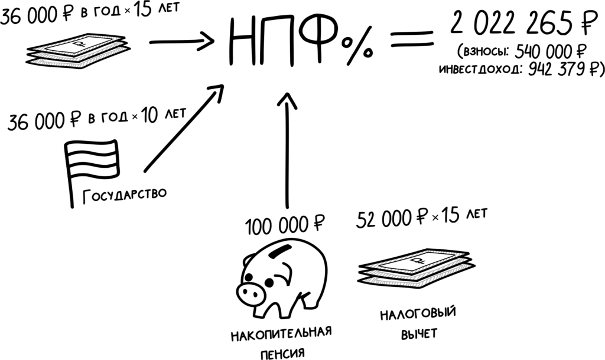 36 000 ₽ в год × 15 лет
НПФ%
= 2 022 265 ₽
(взносы: 540 000 ₽
инвестдоход: 942 379 ₽)
36 000 ₽ в год × 10 лет
Государство
100 000 ₽
52 000 ₽ × 15 лет
накопительная
пенсия
налоговый
вычет